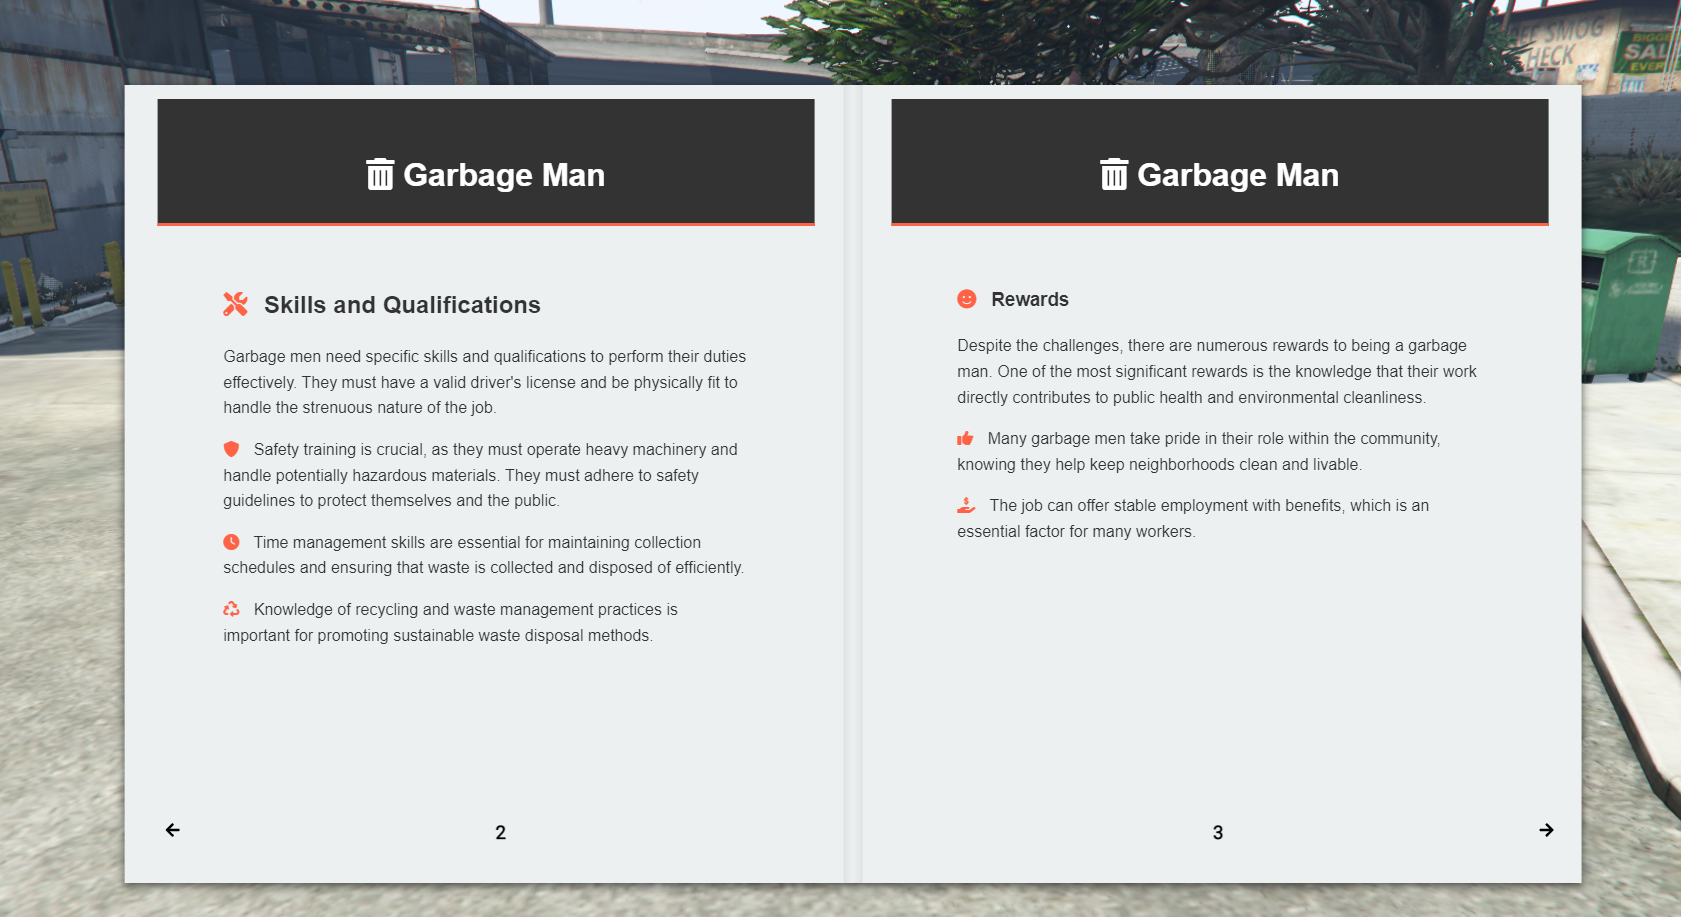 EE SMOG
CHECK
BIGGE
SAL
EVER
SALE
Garbage Man
Skills and Qualifications
Garbage men need specific skills and qualifications to perform their duties
effectively. They must have a valid driver's license and be physically fit to
handle the strenuous nature of the job.
Safety training is crucial, as they must operate heavy machinery and
handle potentially hazardous materials. They must adhere to safety
guidelines to protect themselves and the public.
Time management skills are essential for maintaining collection
schedules and ensuring that waste is collected and disposed of efficiently.
Knowledge of recycling and waste management practices is
important for promoting sustainable waste disposal methods.
2
Garbage Man
Rewards
Despite the challenges, there are numerous rewards to being a garbage
man. One of the most significant rewards is the knowledge that their work
directly contributes to public health and environmental cleanliness.
Many garbage men take pride in their role within the community,
knowing they help keep neighborhoods clean and livable.
The job can offer stable employment with benefits, which is an
essential factor for many workers.
3